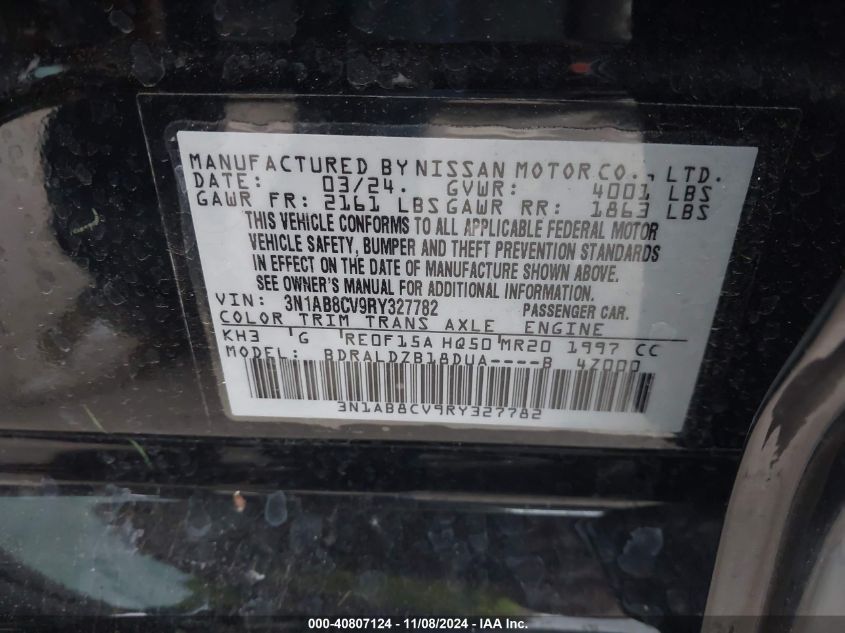 MANUFACTURED BY NISSAN MOTOR CO., LTD.
DATE: 03/24. GVWR: 4001 LBS
GAWR FR: 2161 LBS GAWR RR: 1863 LBS
THIS VEHICLE CONFORMS TO ALL APPLICABLE FEDERAL MOTOR
VEHICLE SAFETY, BUMPER AND THEFT PREVENTION STANDARDS
IN EFFECT ON THE DATE OF MANUFACTURE SHOWN ABOVE.
SEE OWNER'S MANUAL FOR ADDITIONAL INFORMATION.
VIN: 3N1AB8CV9RY327782 PASSENGER CAR.
COLOR TRIM TRANS AXLE ENGINE
KH3 G RE0F15A HQ50 MR20 1997 CC
MODEL: BDRALDZB18DUA----B 4Z000
3N1AB8CV9RY327782
000-40807124 - 11/08/2024 - IAA Inc.